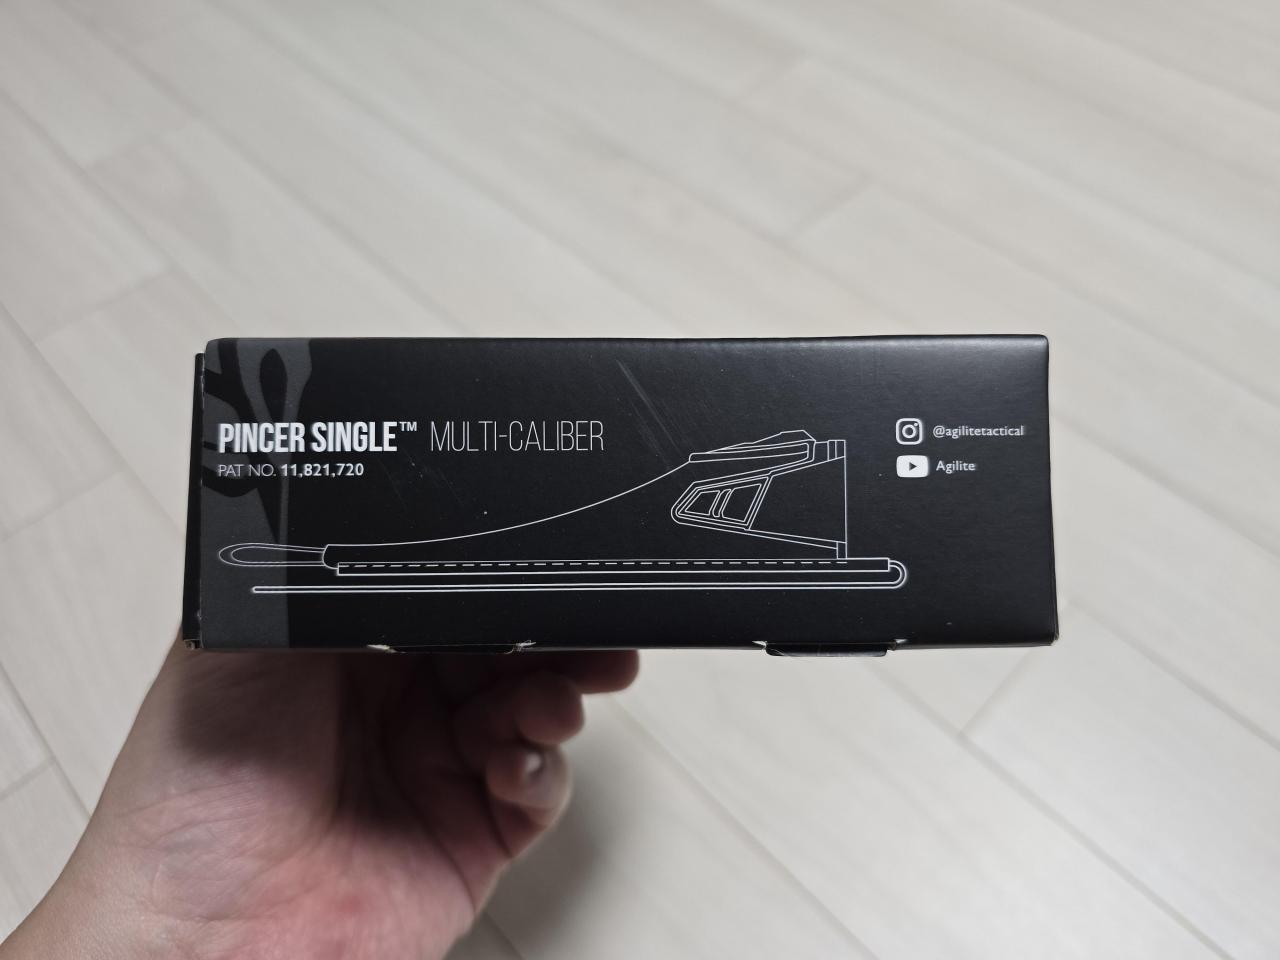 PINCER SINGLE™ MULTI-CALIBER
PAT NO. 11,821,720
@agilitetactical
Agilite